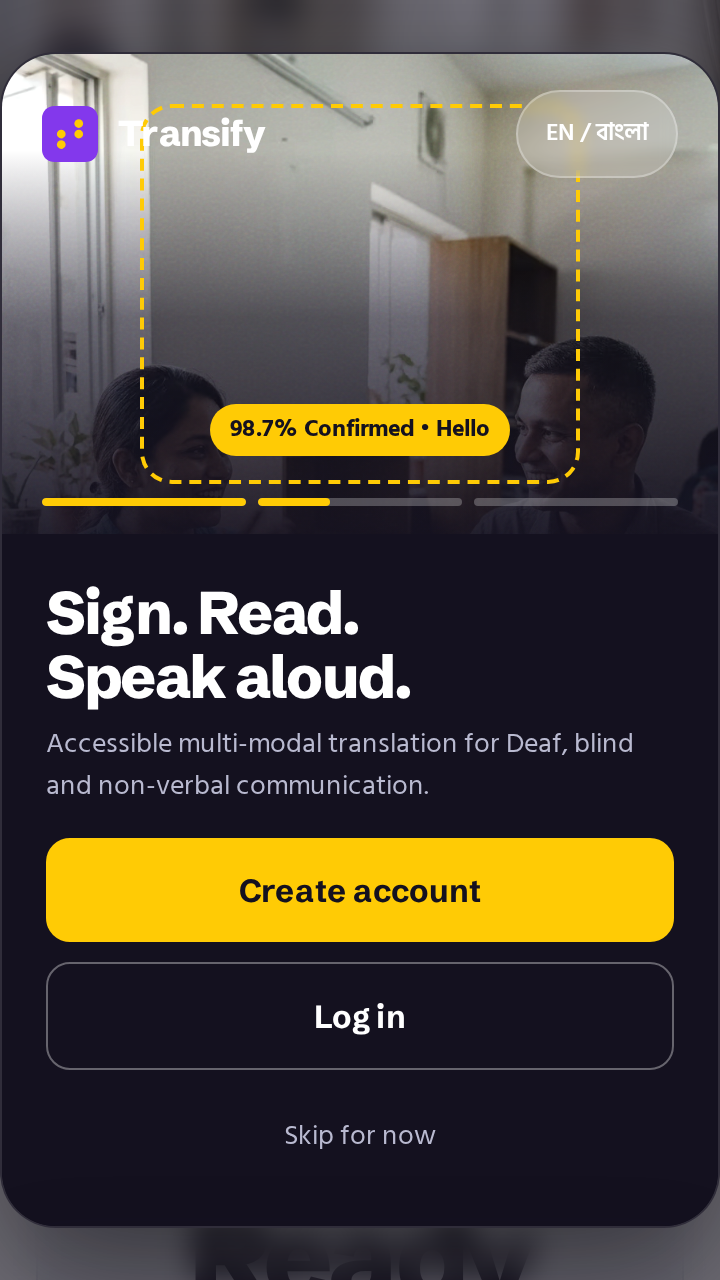 Transify
EN / বাংলা
98.7% Confirmed • Hello
Sign. Read.
Speak aloud.
Accessible multi-modal translation for Deaf, blind
and non-verbal communication.
Create account
Log in
Skip for now
Ready